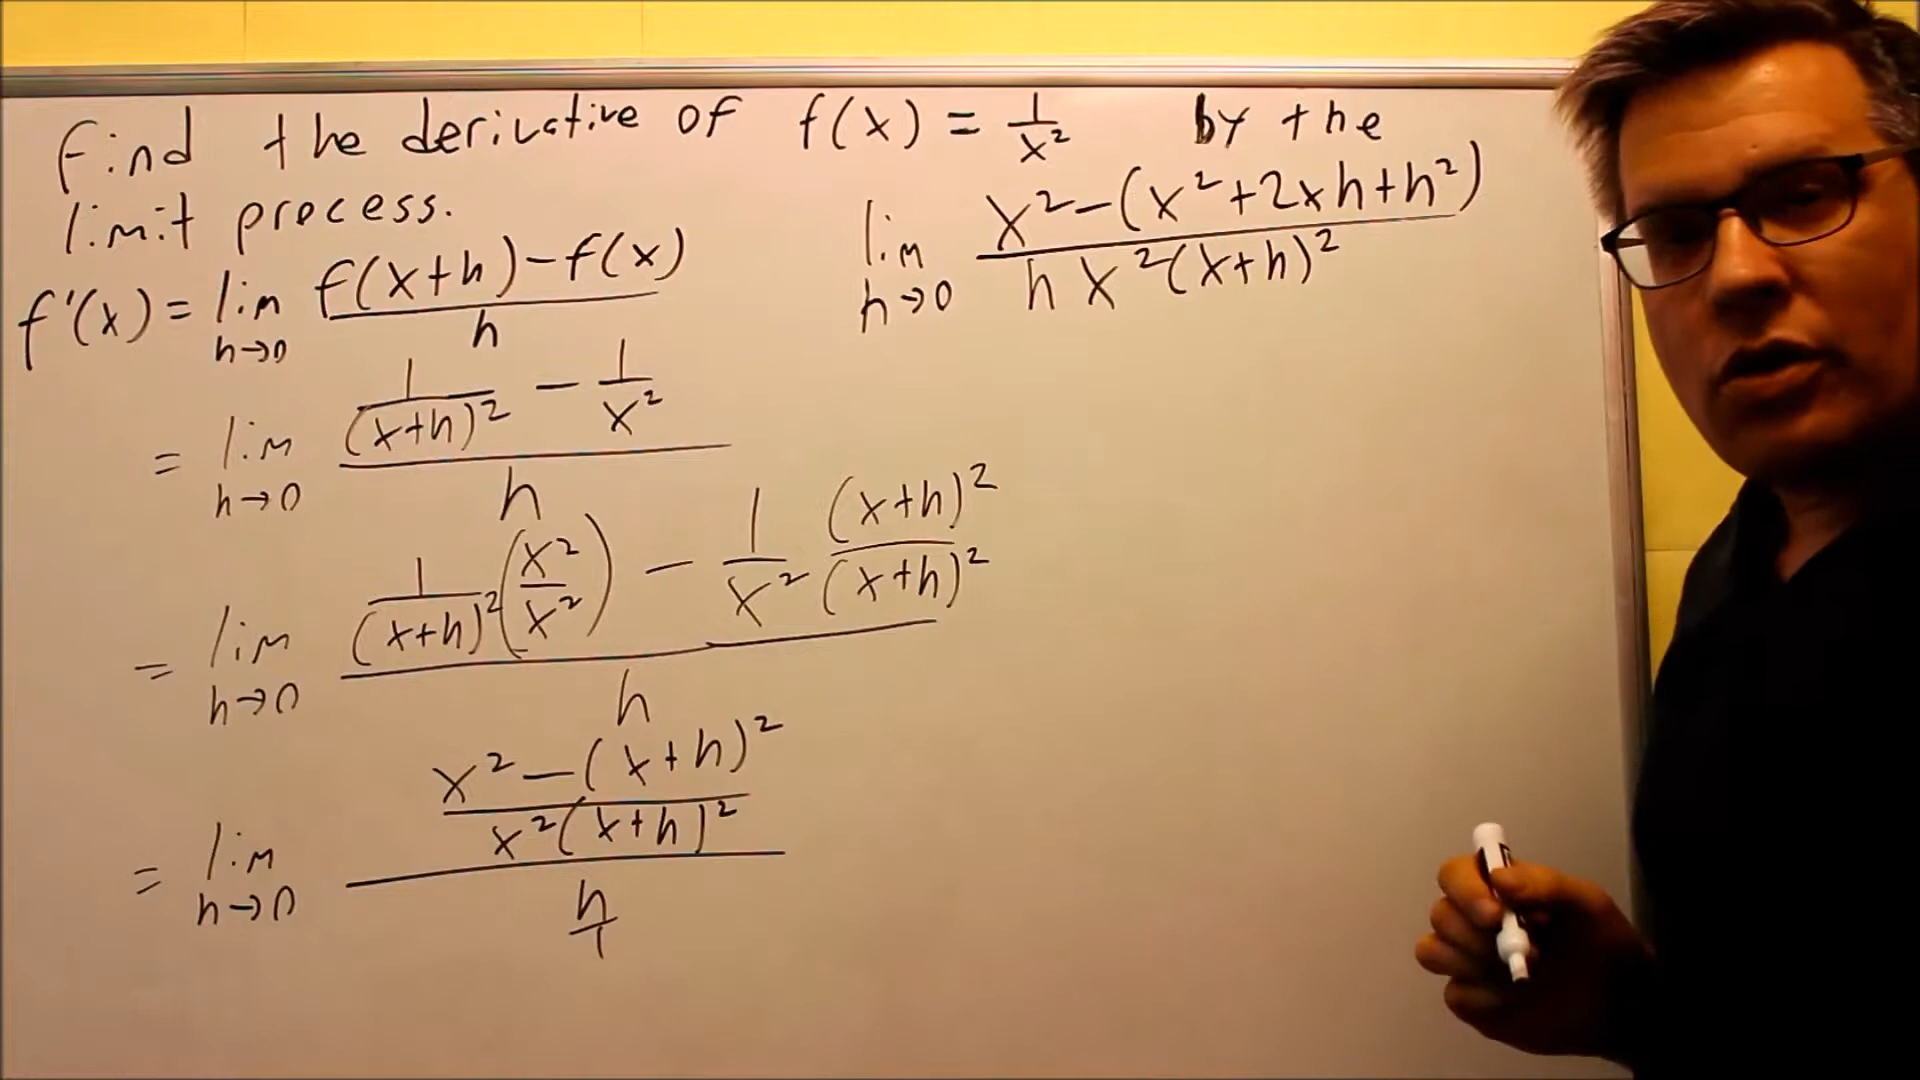 Find the derivative of f(x) = 1/x² by the
limit process.
f'(x) = lim h→0 (f(x+h) - f(x))/h
= lim h→0 (1/(x+h)² - 1/x²)/h
= lim h→0 (1/(x+h)² (x²/x²) - 1/x² (x+h)²/(x+h)²)/h
= lim h→0 ((x² - (x+h)²)/(x²(x+h)²))/(h/1)
lim h→0 (x² - (x² + 2xh + h²))/(h x²(x+h)²)